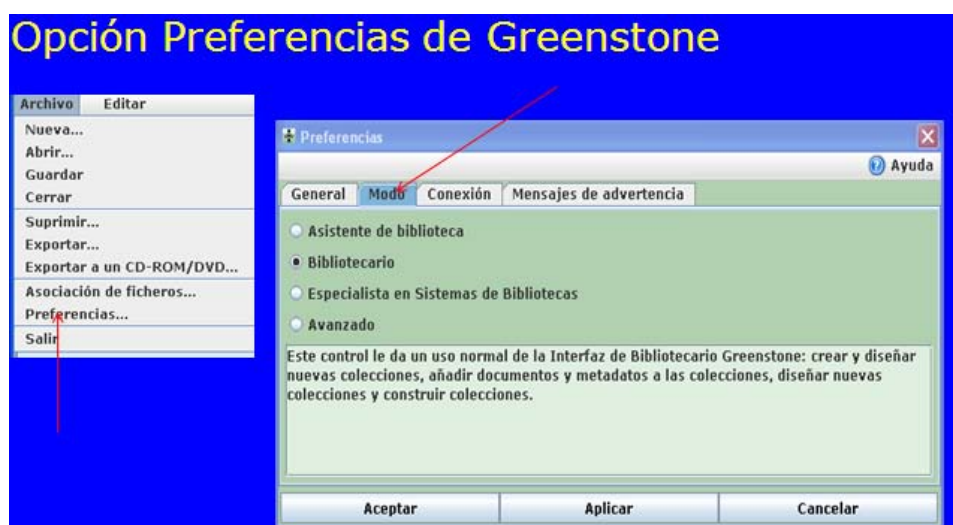 Opción Preferencias de Greenstone
Archivo Editar
Nueva...
Abrir...
Guardar
Cerrar
Suprimir...
Exportar...
Exportar a un CD-ROM/DVD...
Asociación de ficheros...
Preferencias...
Salir
Preferencias
Ayuda
General Modo Conexión Mensajes de advertencia
Asistente de biblioteca
Bibliotecario
Especialista en Sistemas de Bibliotecas
Avanzado
Este control le da un uso normal de la Interfaz de Bibliotecario Greenstone: crear y diseñar
nuevas colecciones, añadir documentos y metadatos a las colecciones, diseñar nuevas
colecciones y construir colecciones.
Aceptar Aplicar Cancelar